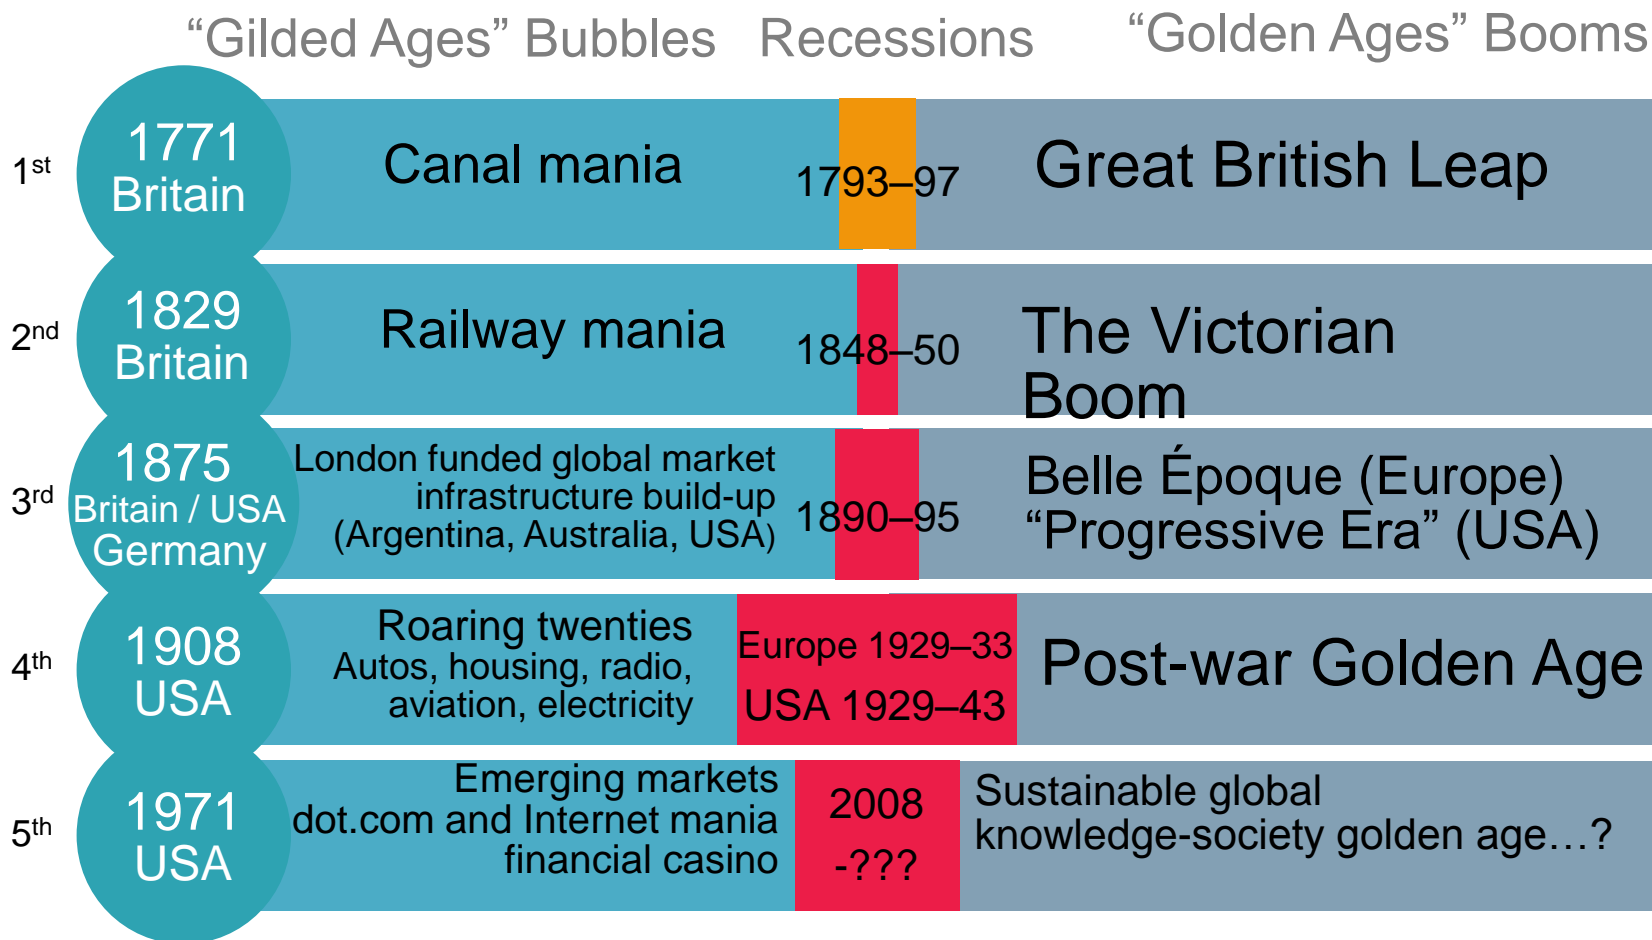 “Gilded Ages” Bubbles
Recessions
“Golden Ages” Booms
1st
1771
Britain
Canal mania
1793–97
Great British Leap
2nd
1829
Britain
Railway mania
1848–50
The Victorian
Boom
3rd
1875
Britain / USA
Germany
London funded global market
infrastructure build-up
(Argentina, Australia, USA)
1890–95
Belle Époque (Europe)
“Progressive Era” (USA)
4th
1908
USA
Roaring twenties
Autos, housing, radio,
aviation, electricity
Europe 1929–33
USA 1929–43
Post-war Golden Age
5th
1971
USA
Emerging markets
dot.com and Internet mania
financial casino
2008
-???
Sustainable global
knowledge-society golden age…?